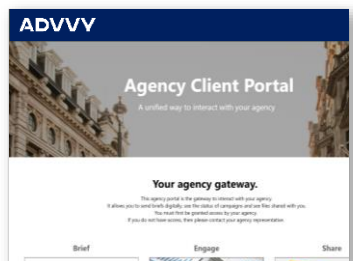 ADVVY
Agency Client Portal
A unified way to interact with your agency
Your agency gateway.
This agency portal is the gateway to interact with your agency.
It allows you to send briefs digitally, see the status of campaigns and see files shared with you.
You must first be granted access by your agency.
If you do not have access, then please contact your agency representative.
Brief
Engage
Share